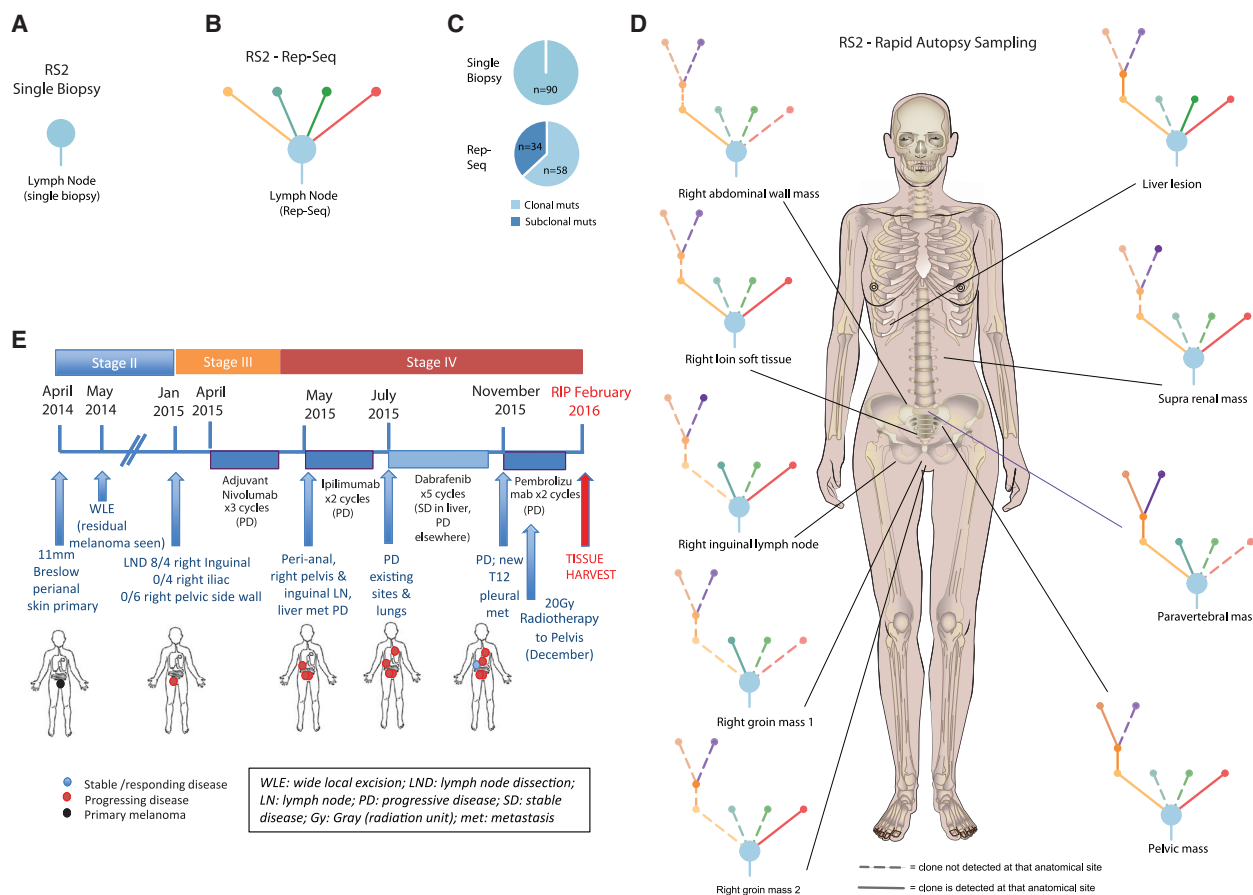 A
RS2
Single Biopsy
Lymph Node
(single biopsy)
B
RS2 - Rep-Seq
Lymph Node
(Rep-Seq)
C
Single
Biopsy
n=90
Rep-
Seq
n=34
n=58
Clonal muts
Subclonal muts
D
RS2 - Rapid Autopsy Sampling
Right abdominal wall mass
Liver lesion
Right loin soft tissue
Supra renal mass
Right inguinal lymph node
Paravertebral mas
Right groin mass 1
Pelvic mass
Right groin mass 2
= clone not detected at that anatomical site
= clone is detected at that anatomical site
E
Stage II
Stage III
Stage IV
April
2014
May
2014
Jan
2015
April
2015
May
2015
July
2015
November
2015
RIP February
2016
Adjuvant
Nivolumab
x3 cycles
(PD)
Ipilimumab
x2 cycles
(PD)
Dabrafenib
x5 cycles
(SD in liver,
PD
elsewhere)
Pembrolizu
mab x2 cycles
(PD)
WLE
(residual
melanoma seen)
11mm
Breslow
perianal
skin primary
LND 8/4 right Inguinal
0/4 right iliac
0/6 right pelvic side wall
Peri-anal,
right pelvis &
inguinal LN,
liver met PD
PD
existing
sites &
lungs
PD; new
T12
pleural
met
20Gy
Radiotherapy
to Pelvis
(December)
TISSUE
HARVEST
Stable /responding disease
Progressing disease
Primary melanoma
WLE: wide local excision; LND: lymph node dissection;
LN: lymph node; PD: progressive disease; SD: stable
disease; Gy: Gray (radiation unit); met: metastasis